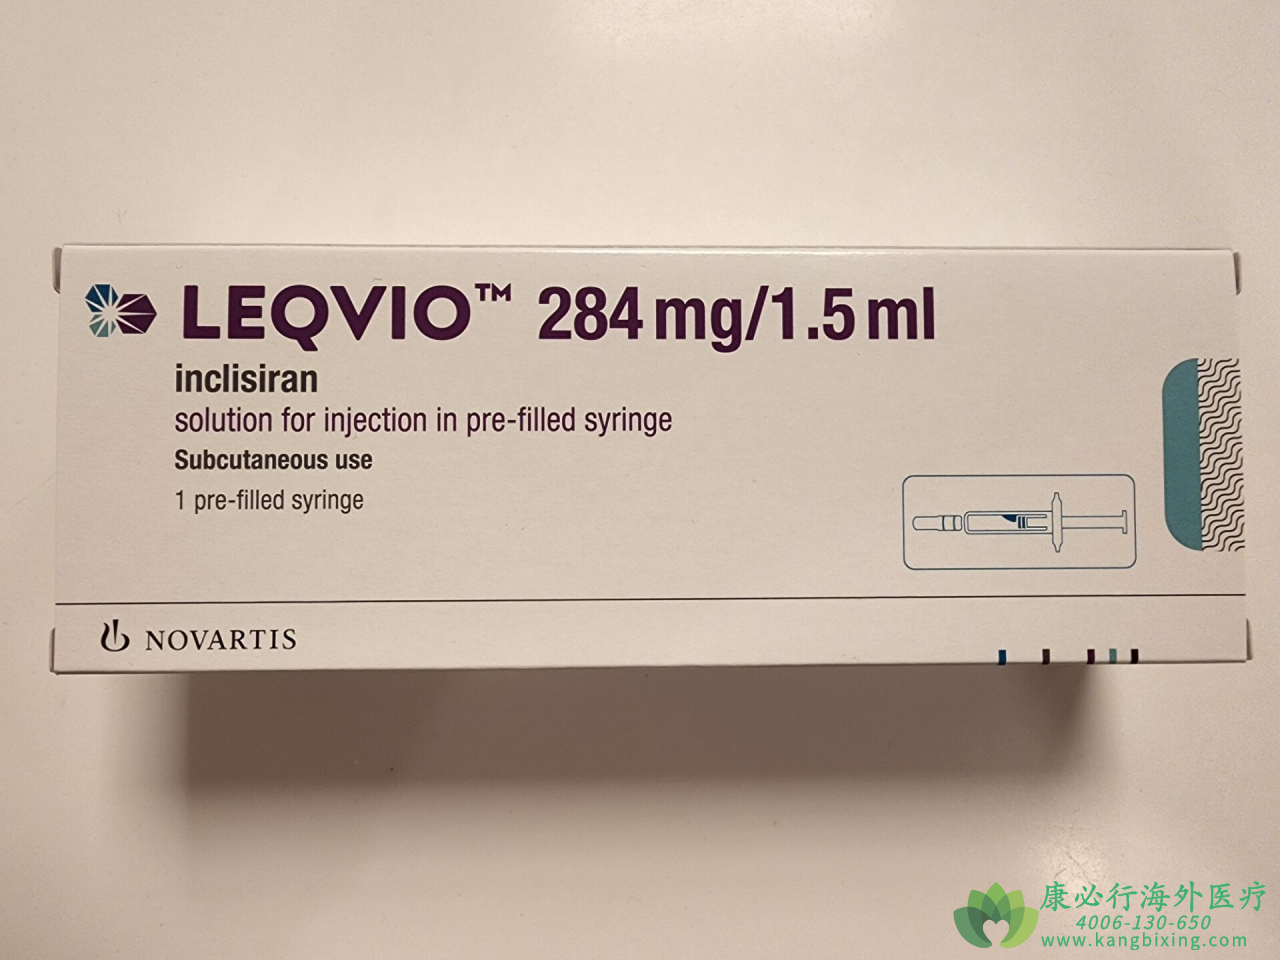 LEQVIO™ 284 mg/1.5 ml
inclisiran
solution for injection in pre-filled syringe
Subcutaneous use
1 pre-filled syringe
NOVARTIS
康必行海外医疗
4006-130-650
www.kangbixing.com